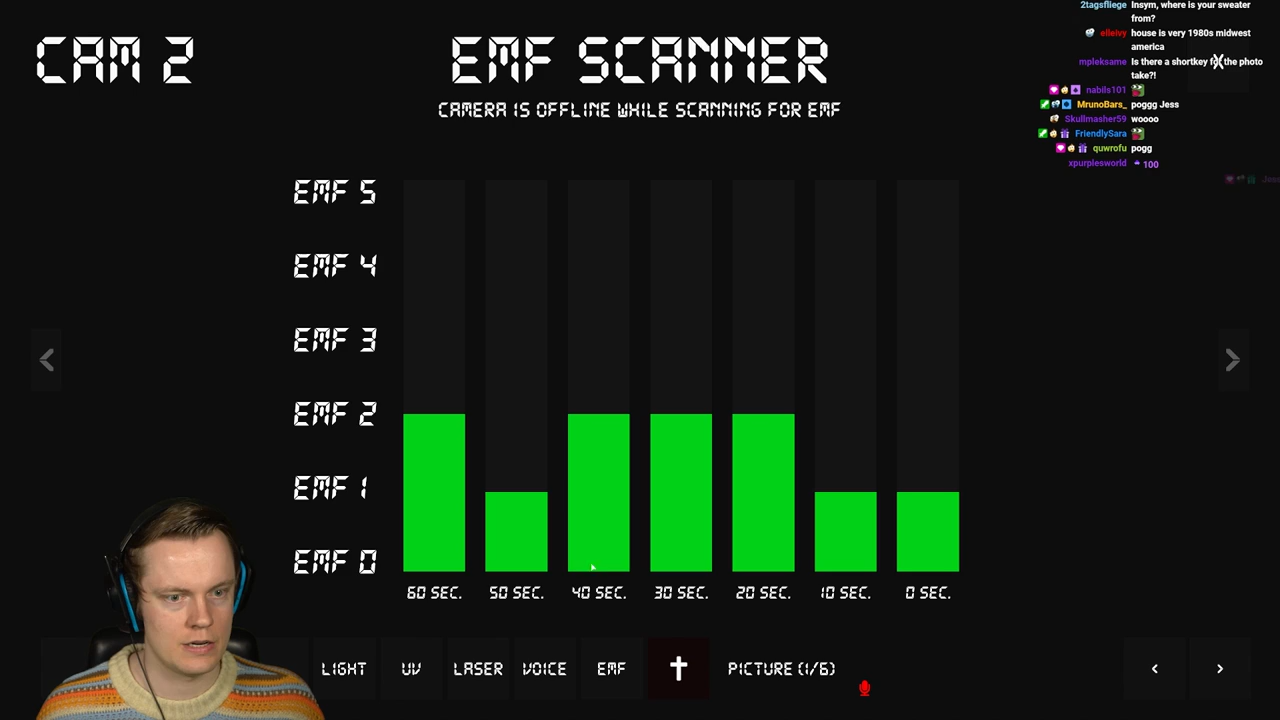 CAM 2
EMF SCANNER
CAMERA IS OFFLINE WHILE SCANNING FOR EMF
2tagsfliege Insym, where is your sweater
from?
elleivy house is very 1980s midwest
america
mpleksame Is there a shortkey for the photo
take?!
nabils101
MrunoBars_ poggg Jess
Skullmasher59 woooo
FriendlySara
quwrofu pogg
xpurplesworld 100
X
EMF 5
EMF 4
EMF 3
EMF 2
EMF 1
EMF 0
60 SEC. 50 SEC. 40 SEC. 30 SEC. 20 SEC. 10 SEC. 0 SEC.
< >
LIGHT UV LASER VOICE EMF PICTURE (1/6) < >